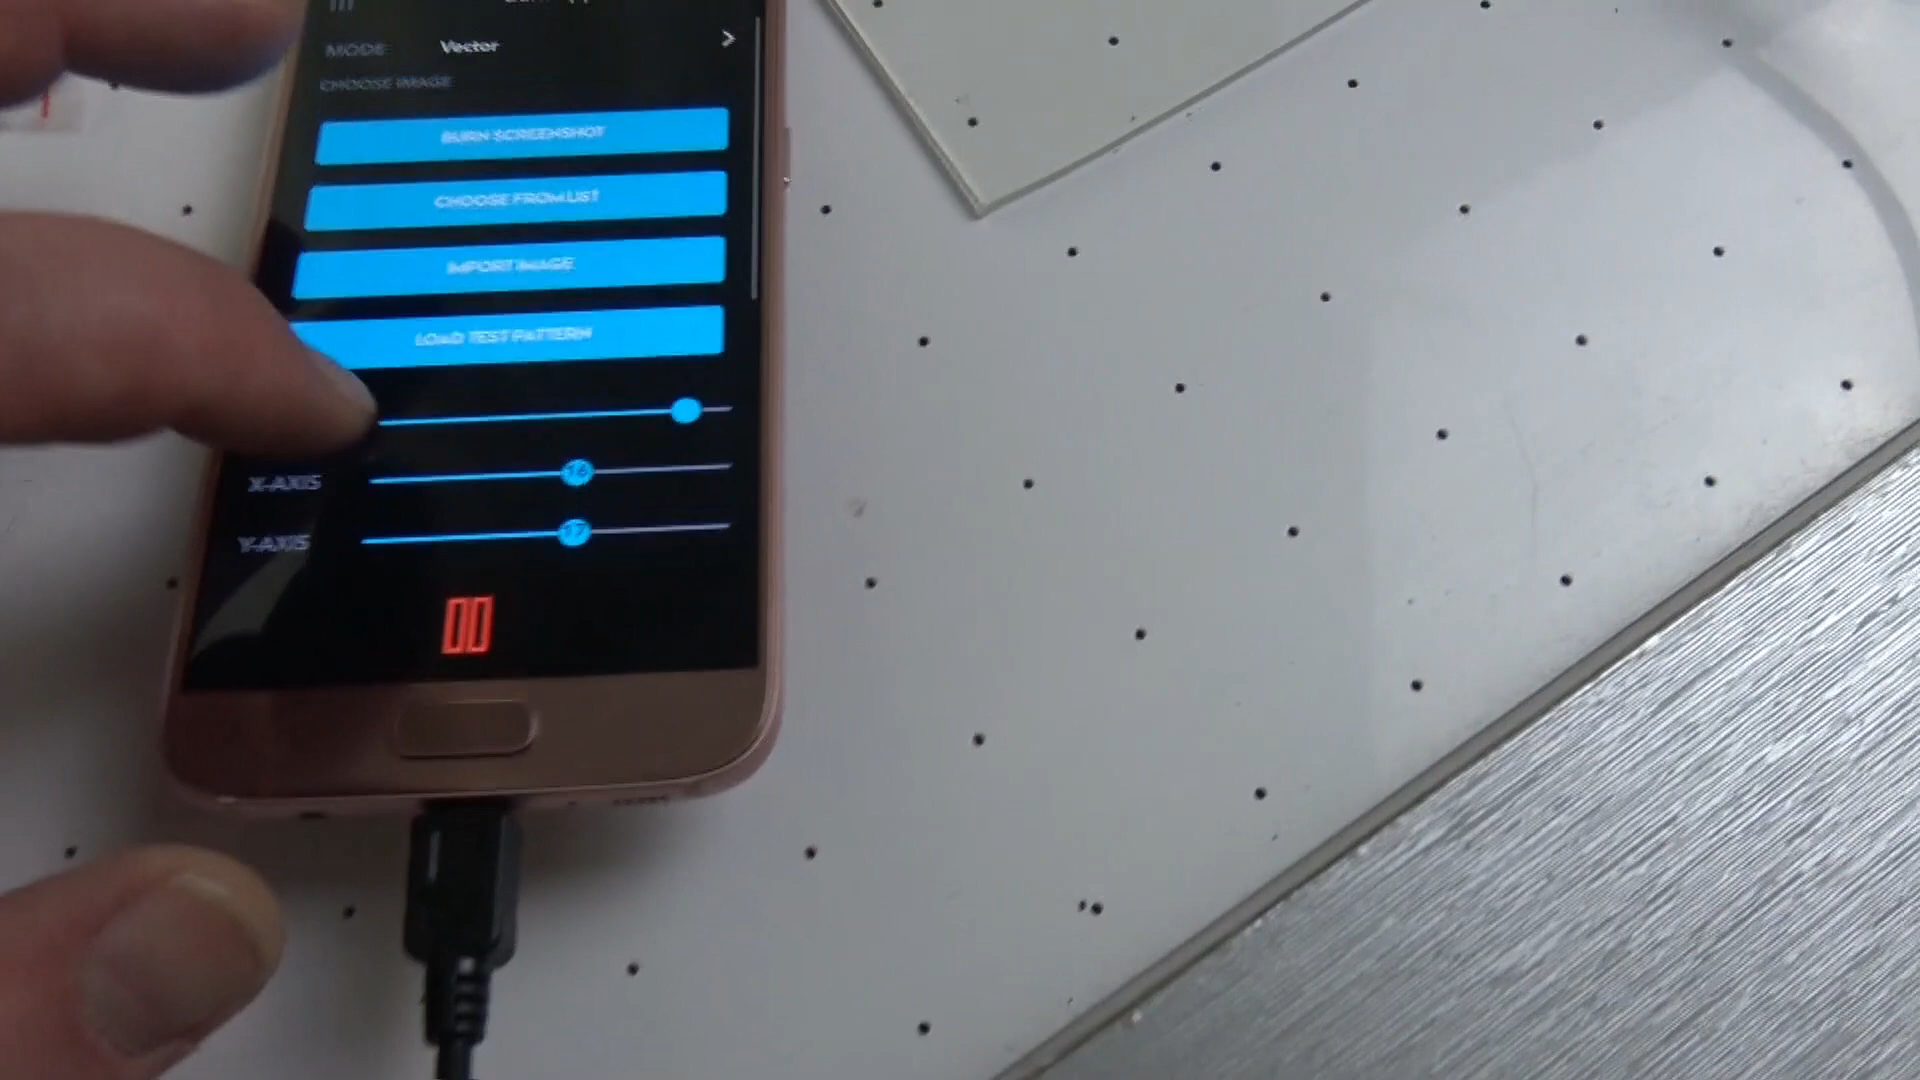 MODE Vector >
CHOOSE IMAGE
BURN SCREENSHOT
CHOOSE FROM LIST
IMPORT IMAGE
LOAD TEST PATTERN
X-AXIS 16
Y-AXIS 17